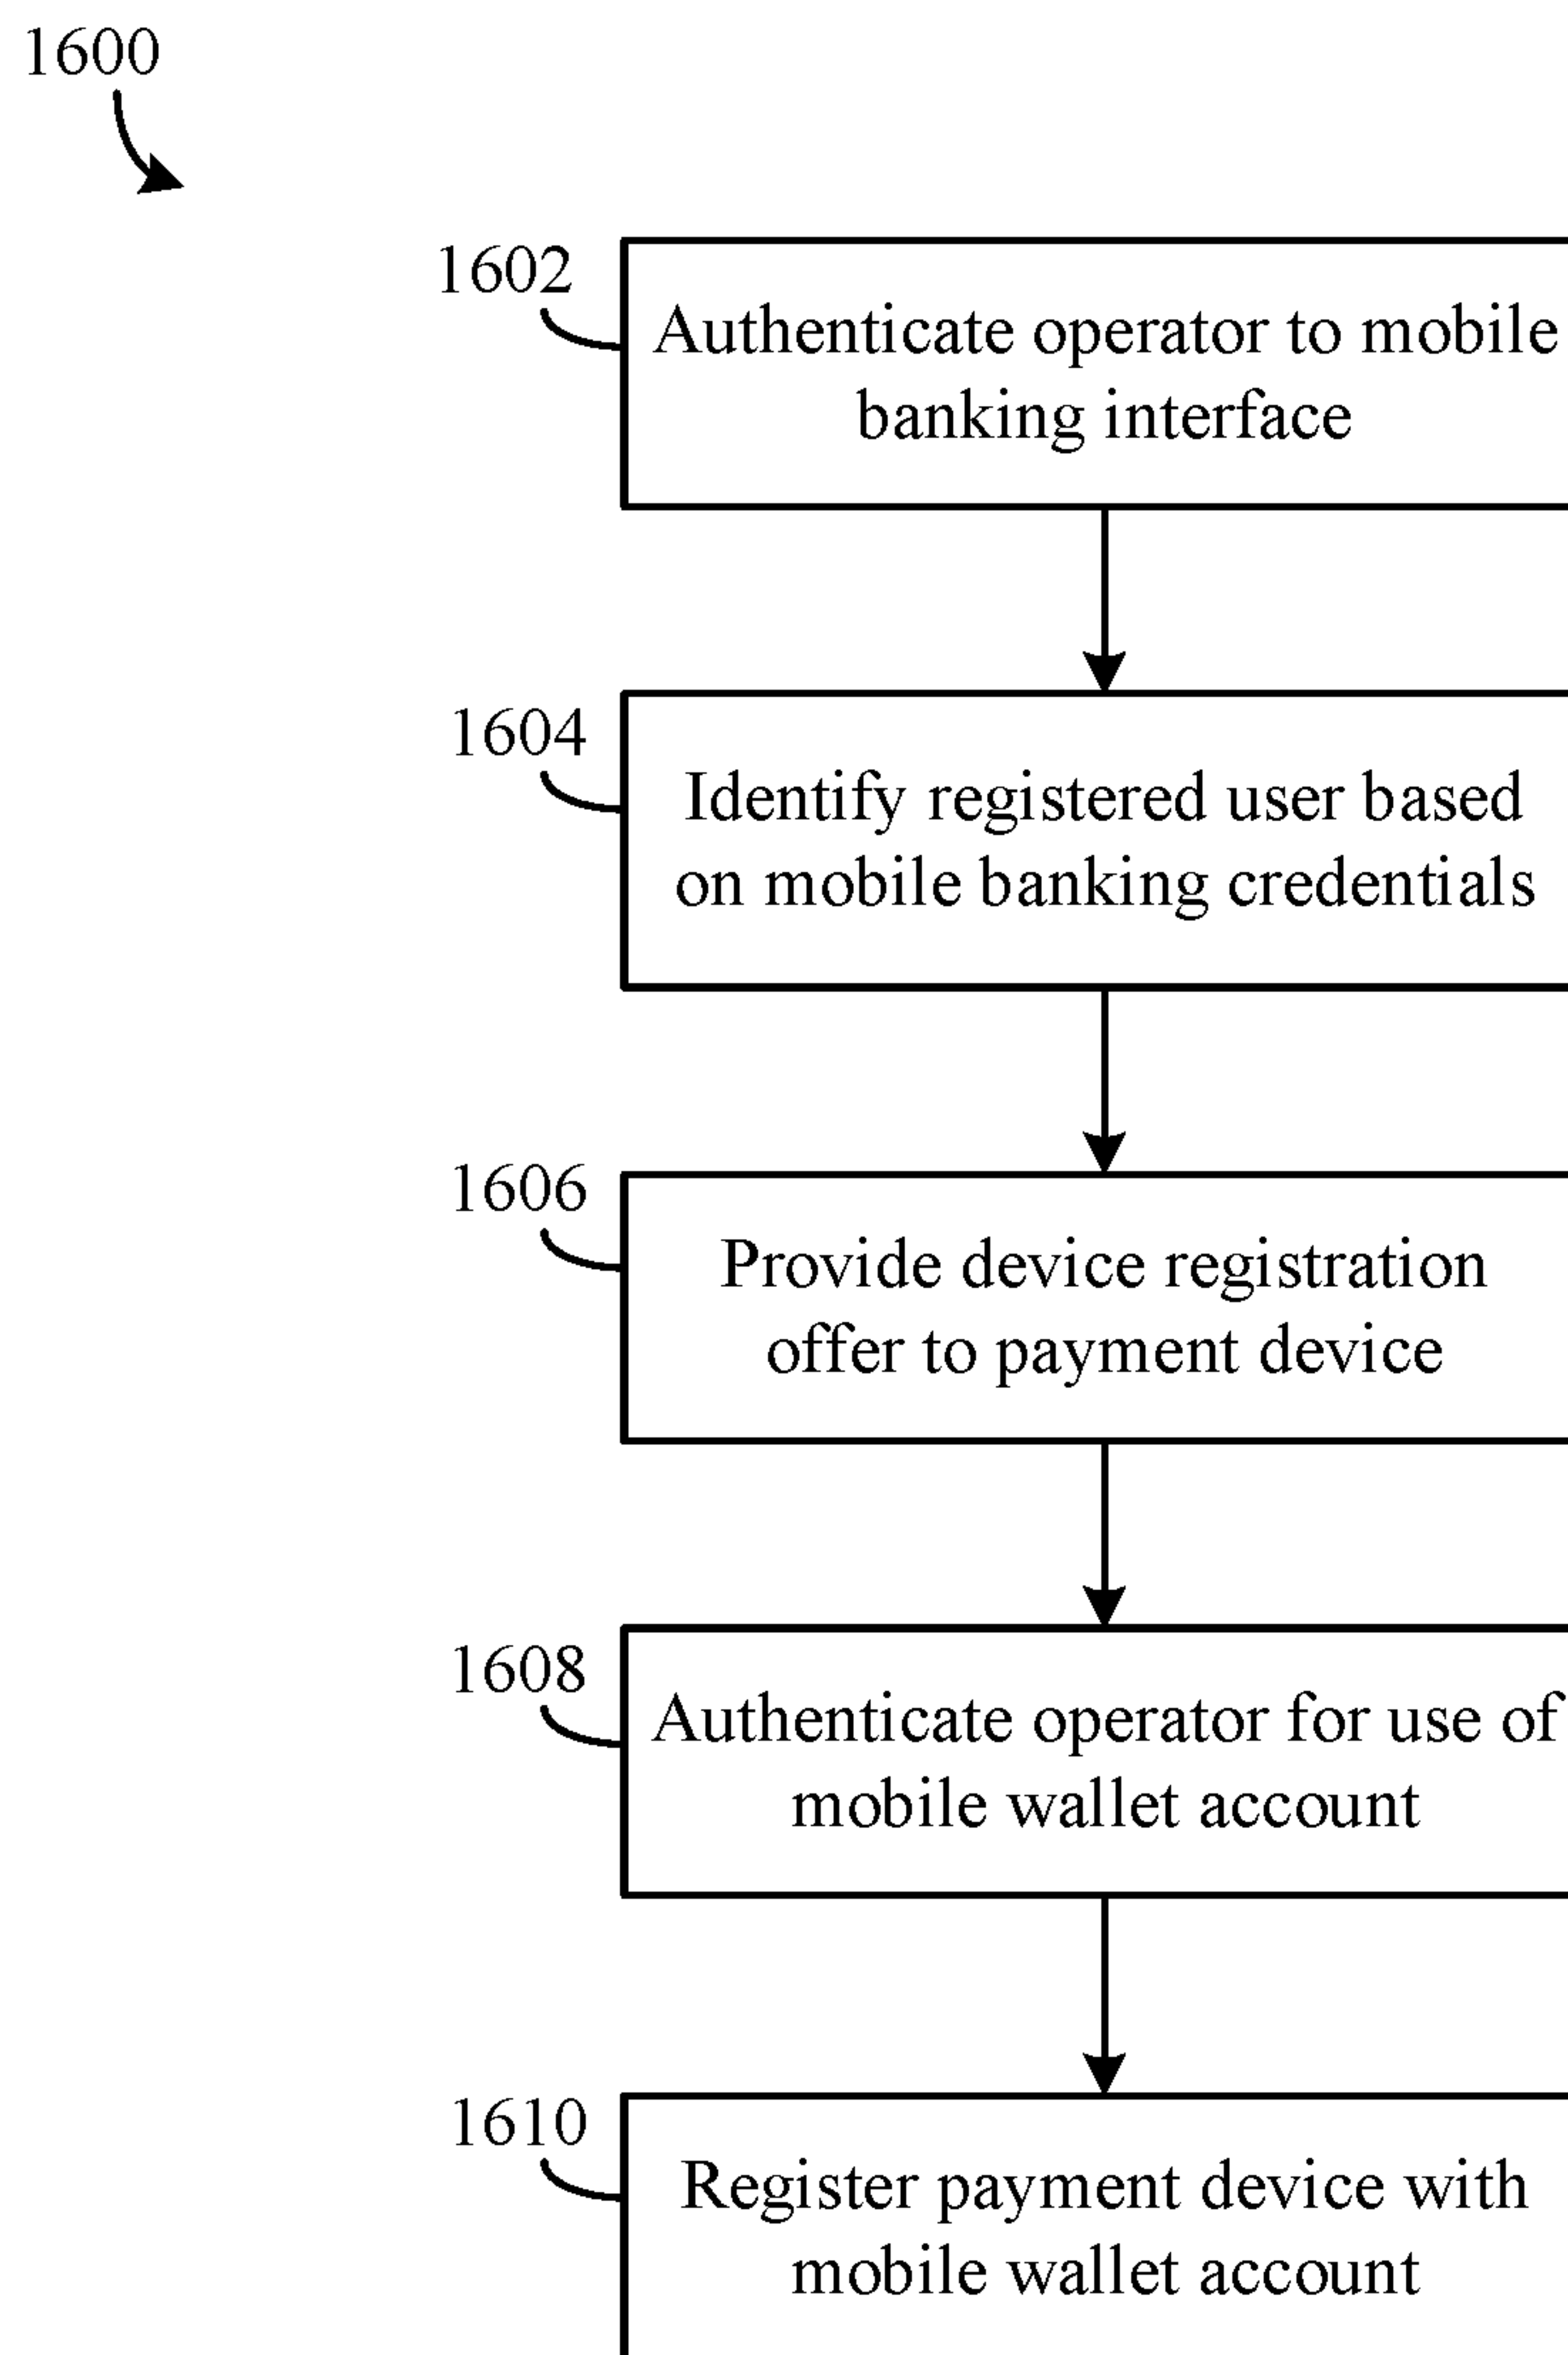 1600
1602
Authenticate operator to mobile
banking interface
1604
Identify registered user based
on mobile banking credentials
1606
Provide device registration
offer to payment device
1608
Authenticate operator for use of
mobile wallet account
1610
Register payment device with
mobile wallet account